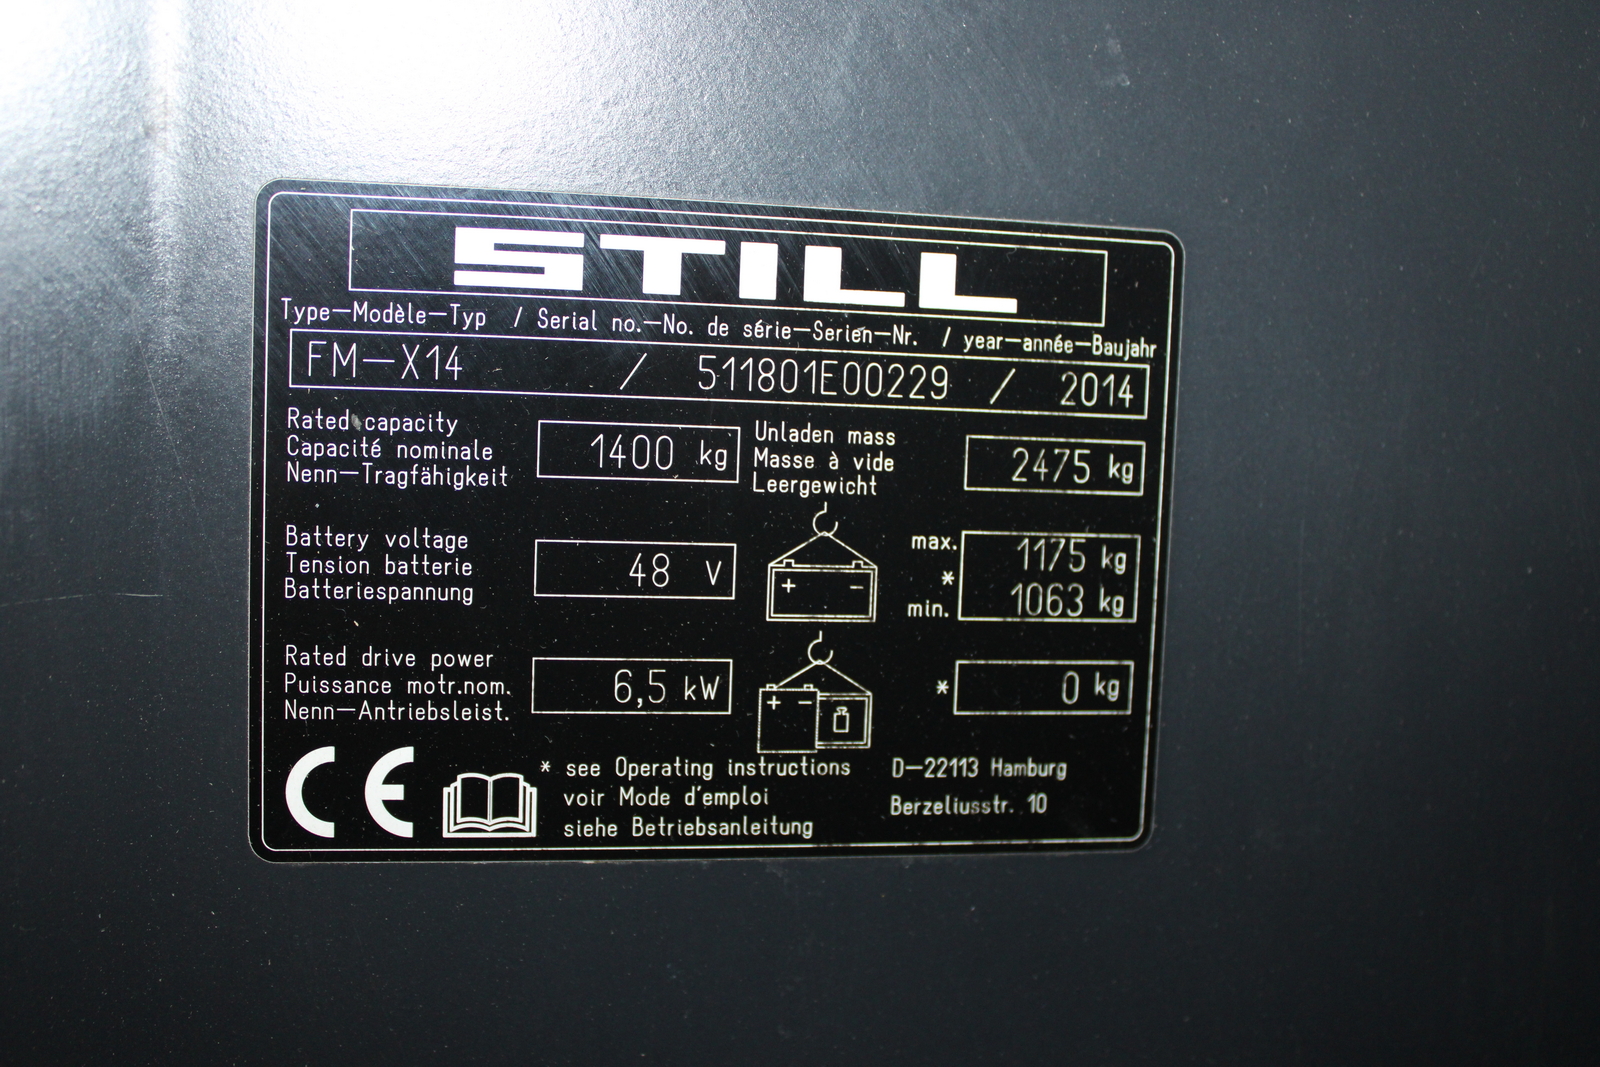 STILL
Type-Modèle-Typ / Serial no.-No. de série-Serien-Nr. / year-année-Baujahr
FM-X14 / 511801E00229 / 2014
Rated capacity
Capacité nominale
Nenn-Tragfähigkeit
1400 kg
Unladen mass
Masse à vide
Leergewicht
2475 kg
Battery voltage
Tension batterie
Batteriespannung
48 V
+ -
max. 1175 kg
*
min. 1063 kg
Rated drive power
Puissance motr.nom.
Nenn-Antriebsleist.
6,5 kW
+ -
* 0 kg
CE
* see Operating instructions
voir Mode d'emploi
siehe Betriebsanleitung
D-22113 Hamburg
Berzeliusstr. 10